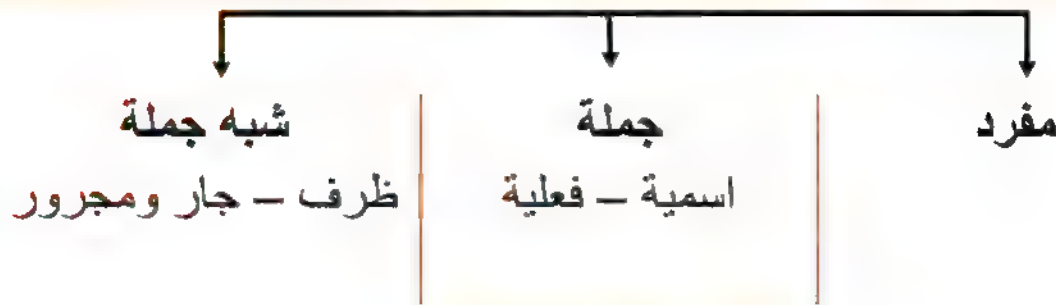 مفرد
جملة
اسمية – فعلية
شبه جملة
ظرف – جار ومجرور